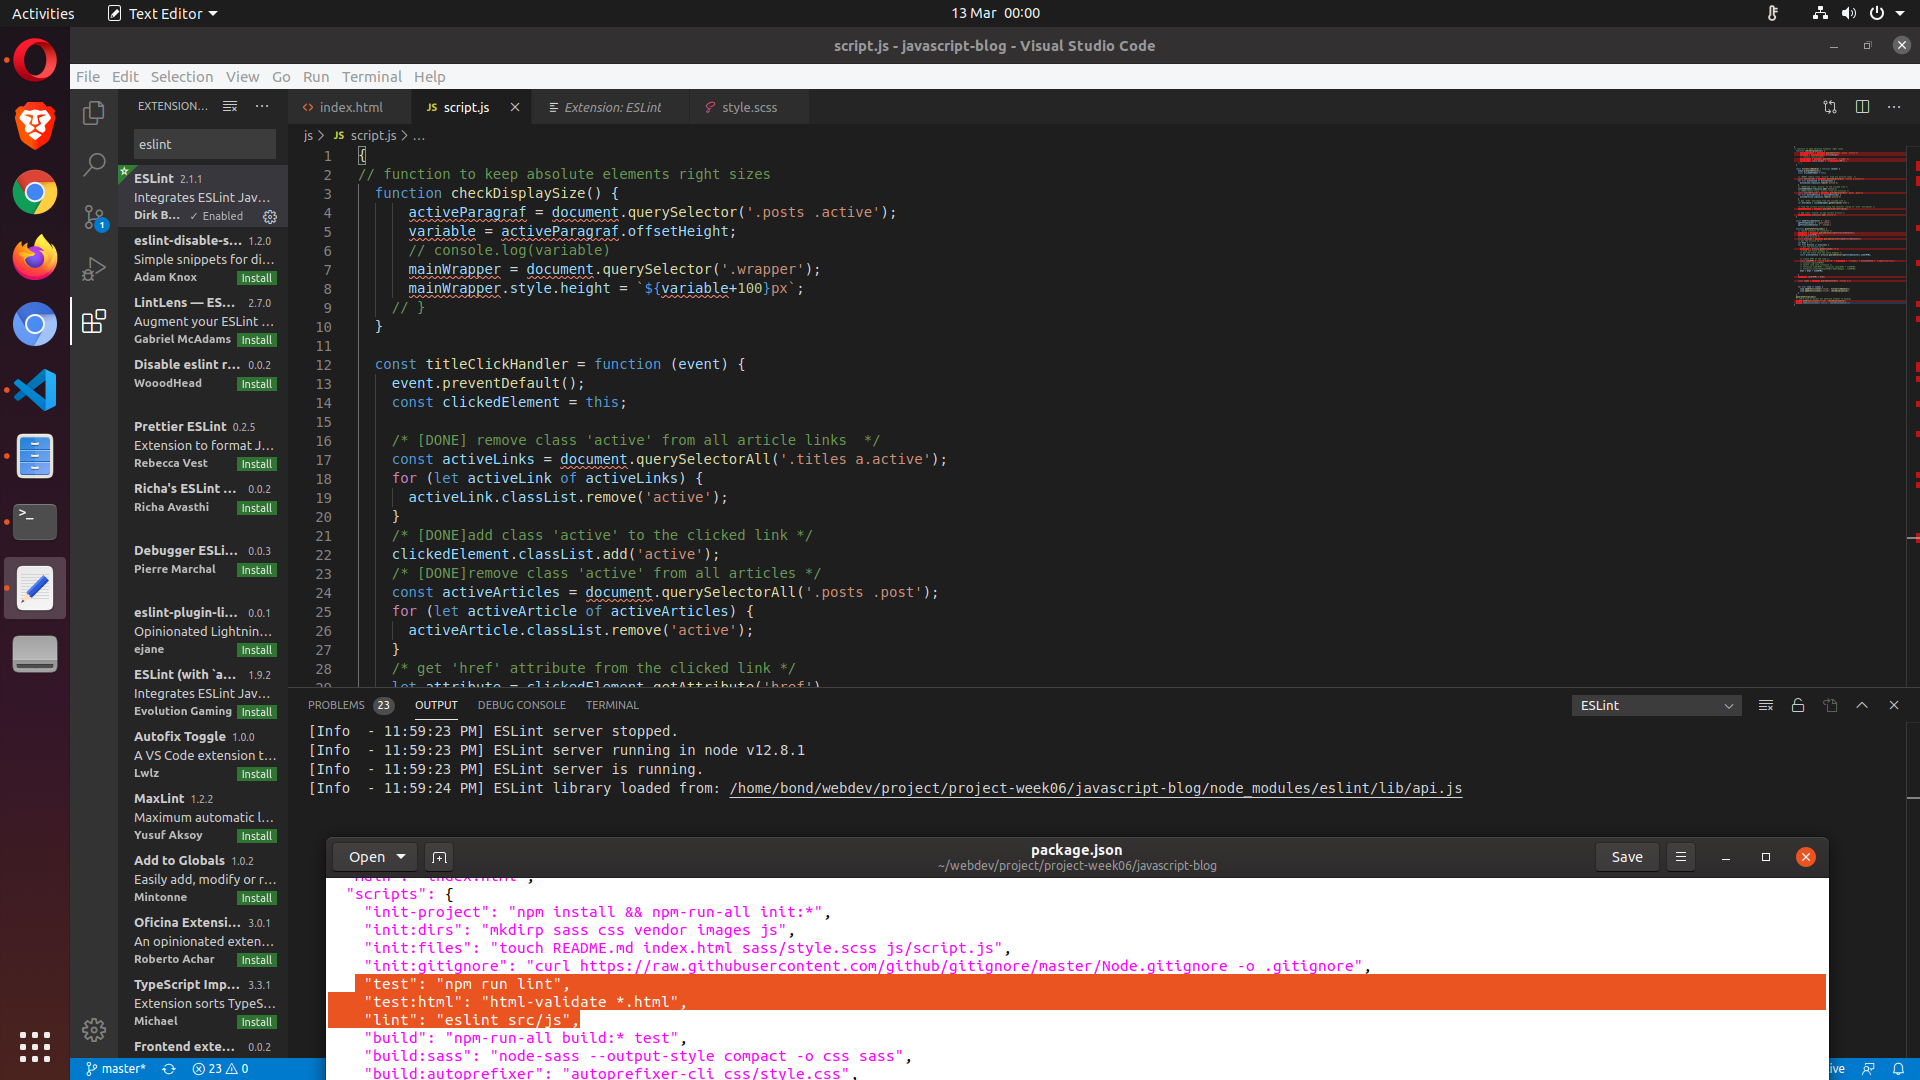 Activities
Text Editor
13 Mar 00:00
script.js - javascript-blog - Visual Studio Code
File Edit Selection View Go Run Terminal Help
EXTENSION...
eslint
ESLint 2.1.1
Integrates ESLint Jav...
Dirk B... ✓ Enabled
eslint-disable-s... 1.2.0
Simple snippets for di...
Adam Knox Install
LintLens — ES... 2.7.0
Augment your ESLint ...
Gabriel McAdams Install
Disable eslint r... 0.0.2
WooodHead Install
Prettier ESLint 0.2.5
Extension to format J...
Rebecca Vest Install
Richa's ESLint ... 0.0.2
Richa Avasthi Install
Debugger ESLi... 0.0.3
Pierre Marchal Install
eslint-plugin-li... 0.0.1
Opinionated Lightnin...
ejane Install
ESLint (with `a... 1.9.2
Integrates ESLint Jav...
Evolution Gaming Install
Autofix Toggle 1.0.0
A VS Code extension t...
Lwlz Install
MaxLint 1.2.2
Maximum automatic l...
Yusuf Aksoy Install
Add to Globals 1.0.2
Easily add, modify or r...
Mintonne Install
Oficina Extensi... 3.0.1
An opinionated exten...
Roberto Achar Install
TypeScript Imp... 3.3.1
Extension sorts TypeS...
Michael Install
Frontend exte... 0.0.2
1
index.html
JS script.js
Extension: ESLint
style.scss
js > JS script.js > ...
1 {
2 // function to keep absolute elements right sizes
3 function checkDisplaySize() {
4 activeParagraf = document.querySelector('.posts .active');
5 variable = activeParagraf.offsetHeight;
6 // console.log(variable)
7 mainWrapper = document.querySelector('.wrapper');
8 mainWrapper.style.height = `${variable+100}px`;
9 // }
10 }
11
12 const titleClickHandler = function (event) {
13 event.preventDefault();
14 const clickedElement = this;
15
16 /* [DONE] remove class 'active' from all article links  */
17 const activeLinks = document.querySelectorAll('.titles a.active');
18 for (let activeLink of activeLinks) {
19 activeLink.classList.remove('active');
20 }
21 /* [DONE]add class 'active' to the clicked link */
22 clickedElement.classList.add('active');
23 /* [DONE]remove class 'active' from all articles */
24 const activeArticles = document.querySelectorAll('.posts .post');
25 for (let activeArticle of activeArticles) {
26 activeArticle.classList.remove('active');
27 }
28 /* get 'href' attribute from the clicked link */
29 let attribute = clickedElement.getAttribute('href')
PROBLEMS 23 OUTPUT DEBUG CONSOLE TERMINAL
ESLint
[Info  - 11:59:23 PM] ESLint server stopped.
[Info  - 11:59:23 PM] ESLint server running in node v12.8.1
[Info  - 11:59:23 PM] ESLint server is running.
[Info  - 11:59:24 PM] ESLint library loaded from: /home/bond/webdev/project/project-week06/javascript-blog/node_modules/eslint/lib/api.js
Open
package.json
~/webdev/project/project-week06/javascript-blog
Save
"scripts": {
"init-project": "npm install && npm-run-all init:*",
"init:dirs": "mkdirp sass css vendor images js",
"init:files": "touch README.md index.html sass/style.scss js/script.js",
"init:gitignore": "curl https://raw.githubusercontent.com/github/gitignore/master/Node.gitignore -o .gitignore",
"test": "npm run lint",
"test:html": "html-validate *.html",
"lint": "eslint src/js",
"build": "npm-run-all build:* test",
"build:sass": "node-sass --output-style compact -o css sass",
"build:autoprefixer": "autoprefixer-cli css/style.css",
master* 23 0
ive